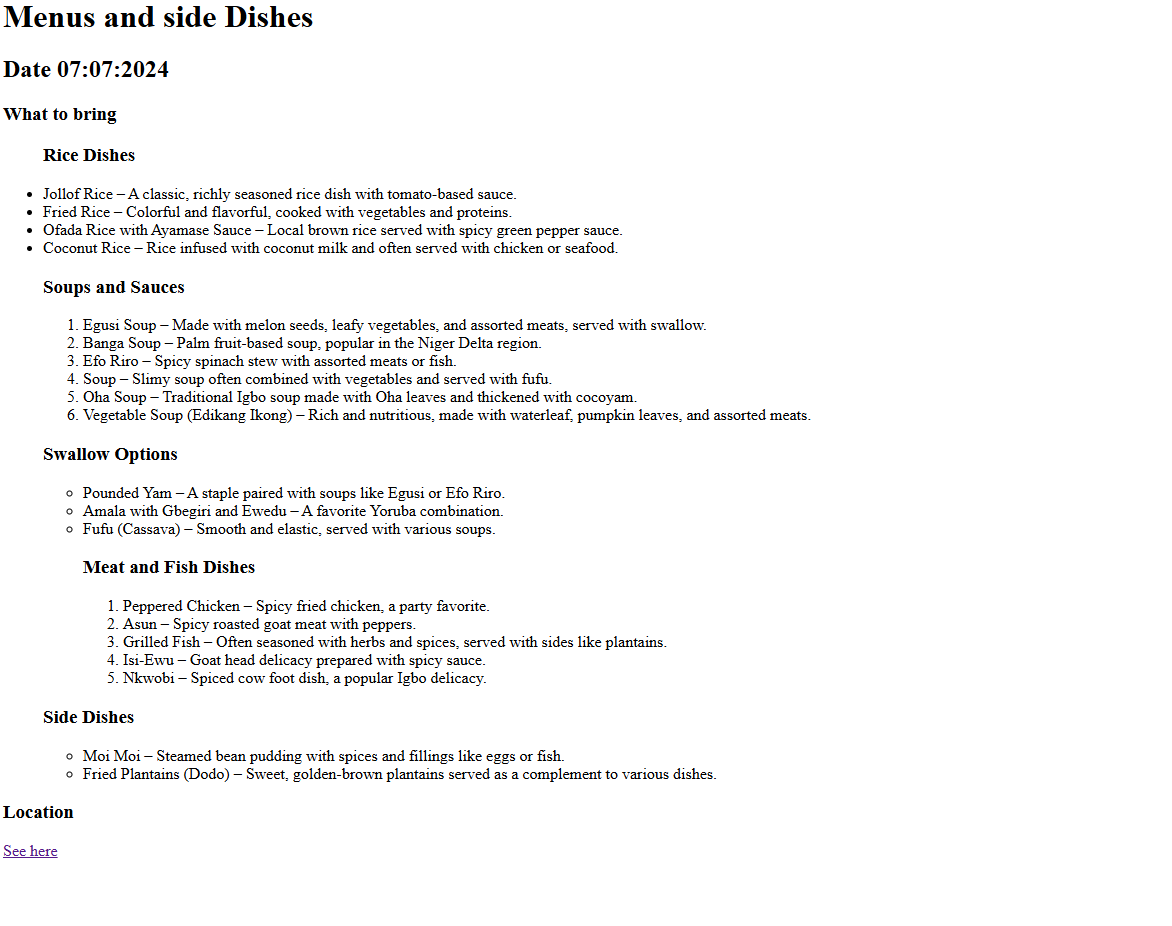 Menus and side Dishes
Date 07:07:2024
What to bring
Rice Dishes
• Jollof Rice – A classic, richly seasoned rice dish with tomato-based sauce.
• Fried Rice – Colorful and flavorful, cooked with vegetables and proteins.
• Ofada Rice with Ayamase Sauce – Local brown rice served with spicy green pepper sauce.
• Coconut Rice – Rice infused with coconut milk and often served with chicken or seafood.
Soups and Sauces
1. Egusi Soup – Made with melon seeds, leafy vegetables, and assorted meats, served with swallow.
2. Banga Soup – Palm fruit-based soup, popular in the Niger Delta region.
3. Efo Riro – Spicy spinach stew with assorted meats or fish.
4. Soup – Slimy soup often combined with vegetables and served with fufu.
5. Oha Soup – Traditional Igbo soup made with Oha leaves and thickened with cocoyam.
6. Vegetable Soup (Edikang Ikong) – Rich and nutritious, made with waterleaf, pumpkin leaves, and assorted meats.
Swallow Options
◦ Pounded Yam – A staple paired with soups like Egusi or Efo Riro.
◦ Amala with Gbegiri and Ewedu – A favorite Yoruba combination.
◦ Fufu (Cassava) – Smooth and elastic, served with various soups.
Meat and Fish Dishes
1. Peppered Chicken – Spicy fried chicken, a party favorite.
2. Asun – Spicy roasted goat meat with peppers.
3. Grilled Fish – Often seasoned with herbs and spices, served with sides like plantains.
4. Isi-Ewu – Goat head delicacy prepared with spicy sauce.
5. Nkwobi – Spiced cow foot dish, a popular Igbo delicacy.
Side Dishes
◦ Moi Moi – Steamed bean pudding with spices and fillings like eggs or fish.
◦ Fried Plantains (Dodo) – Sweet, golden-brown plantains served as a complement to various dishes.
Location
See here